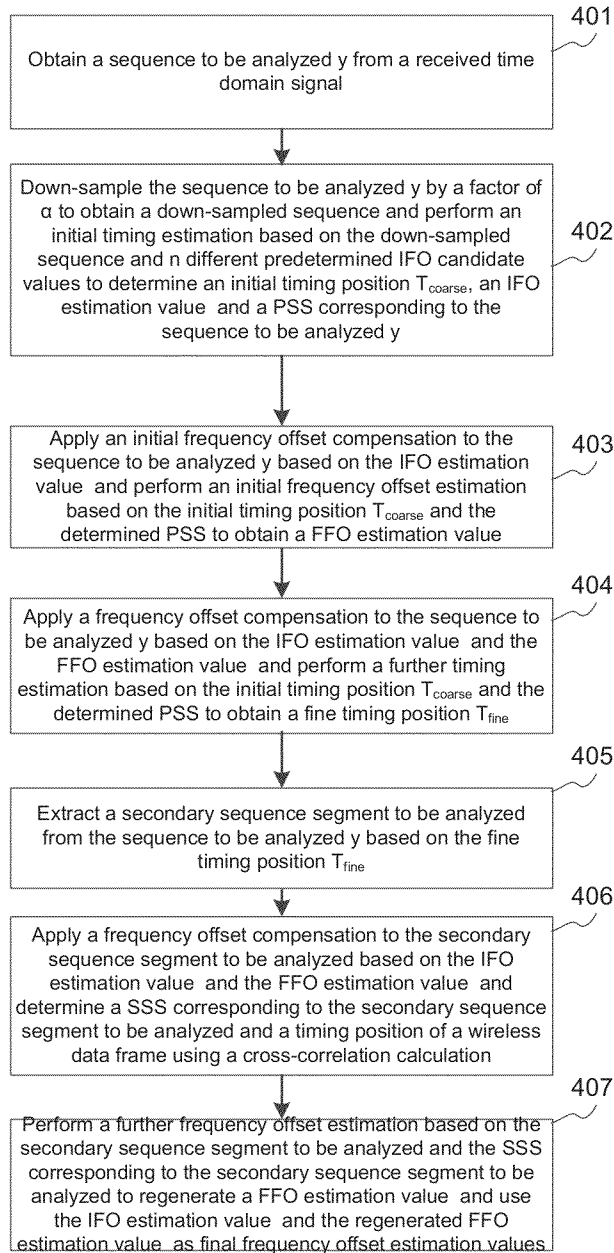 401
Obtain a sequence to be analyzed y from a received time
domain signal
402
Down-sample the sequence to be analyzed y by a factor of
α to obtain a down-sampled sequence and perform an
initial timing estimation based on the down-sampled
sequence and n different predetermined IFO candidate
values to determine an initial timing position Tcoarse, an IFO
estimation value and a PSS corresponding to the
sequence to be analyzed y
403
Apply an initial frequency offset compensation to the
sequence to be analyzed y based on the IFO estimation
value and perform an initial frequency offset estimation
based on the initial timing position Tcoarse and the
determined PSS to obtain a FFO estimation value
404
Apply a frequency offset compensation to the sequence to
be analyzed y based on the IFO estimation value and the
FFO estimation value and perform a further timing
estimation based on the initial timing position Tcoarse and the
determined PSS to obtain a fine timing position Tfine
405
Extract a secondary sequence segment to be analyzed
from the sequence to be analyzed y based on the fine
timing position Tfine
406
Apply a frequency offset compensation to the secondary
sequence segment to be analyzed based on the IFO
estimation value and the FFO estimation value and
determine a SSS corresponding to the secondary sequence
segment to be analyzed and a timing position of a wireless
data frame using a cross-correlation calculation
407
Perform a further frequency offset estimation based on the
secondary sequence segment to be analyzed and the SSS
corresponding to the secondary sequence segment to be
analyzed to regenerate a FFO estimation value and use
the IFO estimation value and the regenerated FFO
estimation value as final frequency offset estimation values